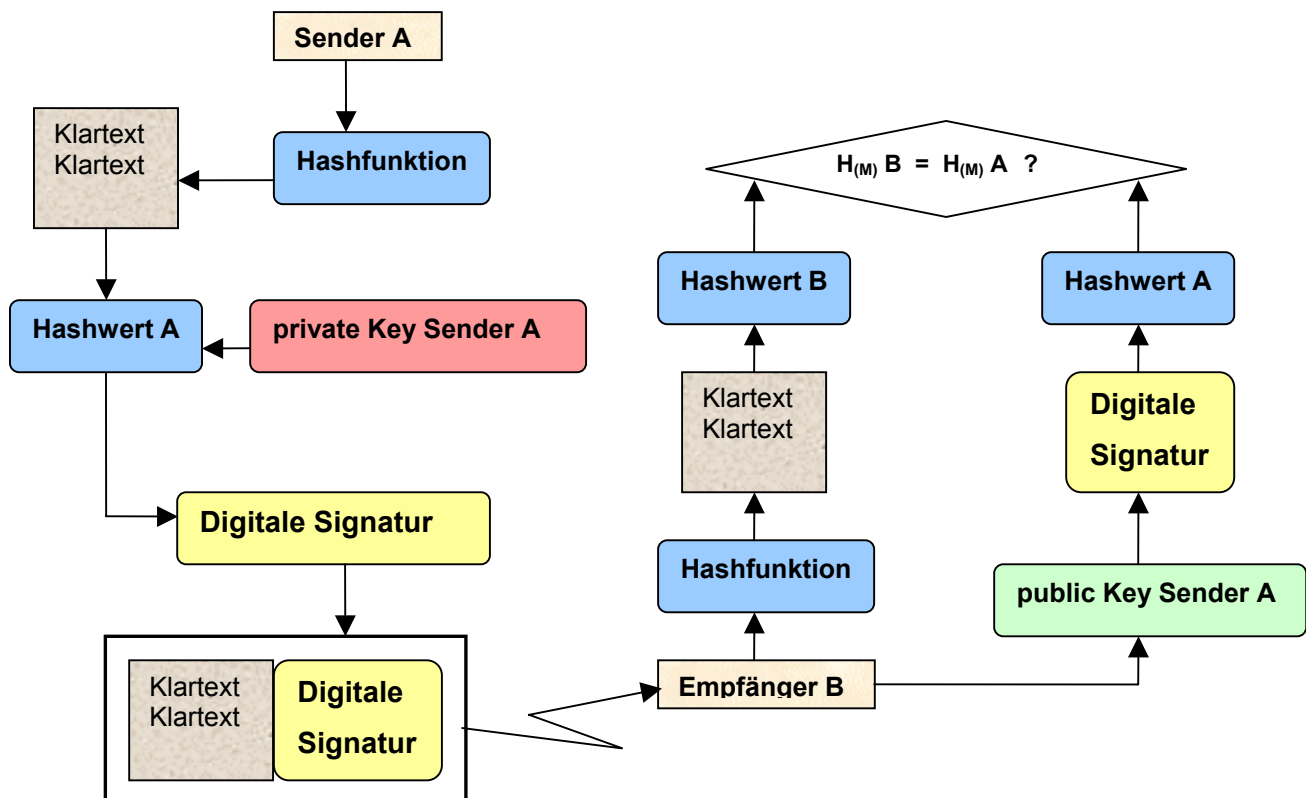 Sender A
Klartext
Klartext
Hashfunktion
Hashwert A
private Key Sender A
Digitale Signatur
Klartext
Klartext
Digitale
Signatur
H(M) B = H(M) A ?
Hashwert B
Hashwert A
Klartext
Klartext
Digitale
Signatur
Hashfunktion
public Key Sender A
Empfänger B